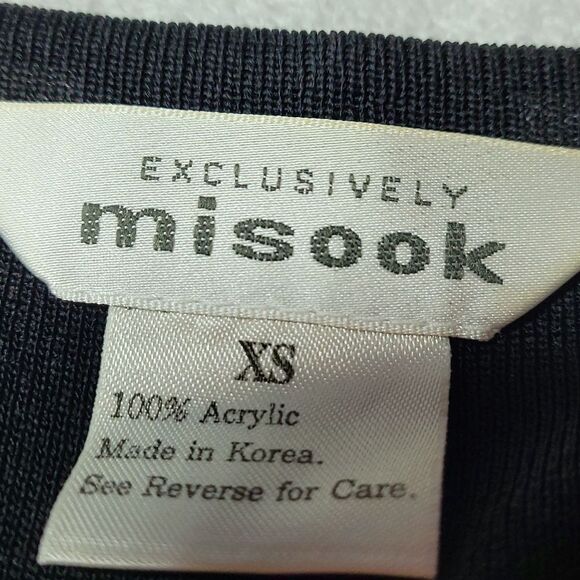 EXCLUSIVELY
misook
XS
100% Acrylic
Made in Korea.
See Reverse for Care.